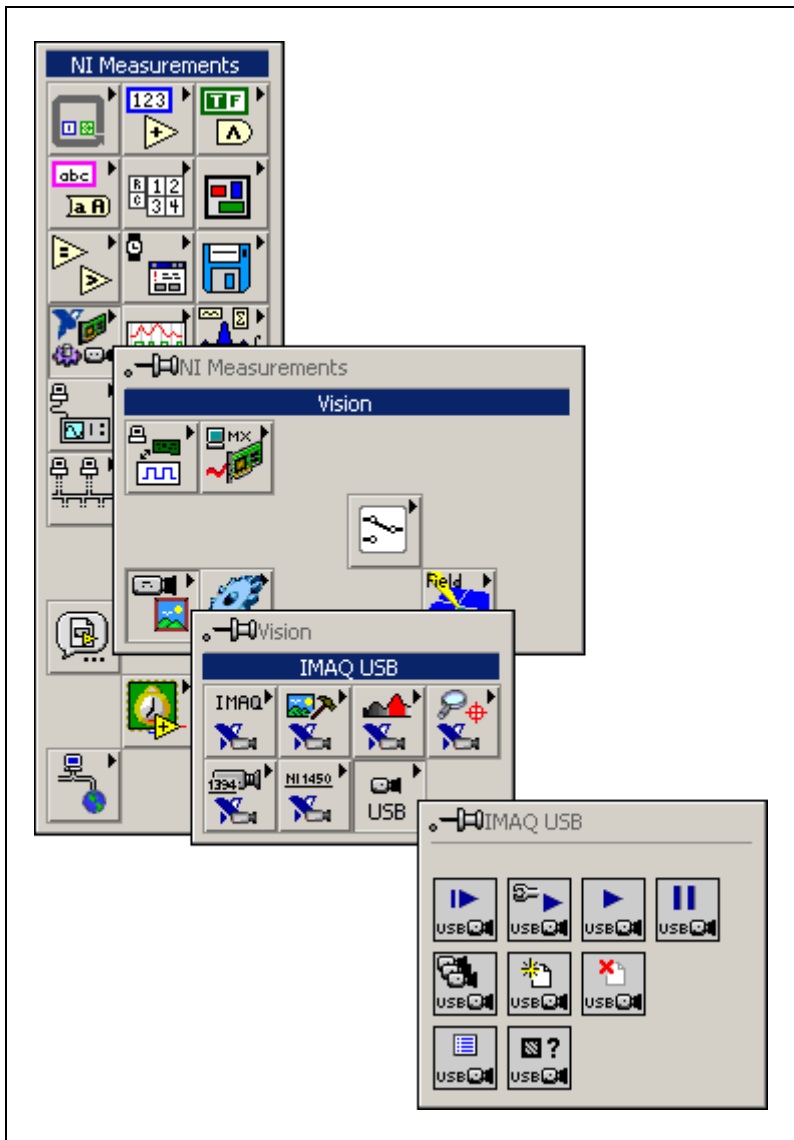 NI Measurements
123
T F
abc
R 1 2
C 3 4
a A
NI Measurements
Vision
MX
Field
Vision
IMAQ USB
IMAQ
1394
NI 1450
USB
IMAQ USB
USB USB USB USB
USB USB USB
?
USB USB